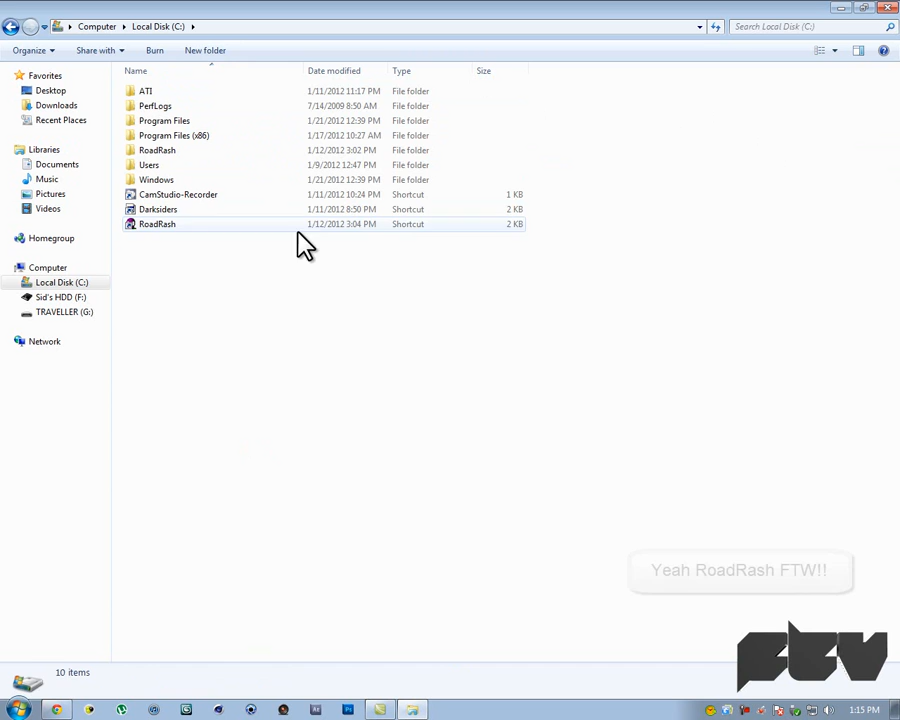 Computer ▸ Local Disk (C:) ▸
Search Local Disk (C:)
Organize Share with Burn New folder
Name Date modified Type Size
Favorites
Desktop
Downloads
Recent Places
Libraries
Documents
Music
Pictures
Videos
Homegroup
Computer
Local Disk (C:)
Sid's HDD (F:)
TRAVELLER (G:)
Network
ATI 1/11/2012 11:17 PM File folder
PerfLogs 7/14/2009 8:50 AM File folder
Program Files 1/21/2012 12:39 PM File folder
Program Files (x86) 1/17/2012 10:27 AM File folder
RoadRash 1/12/2012 3:02 PM File folder
Users 1/9/2012 12:47 PM File folder
Windows 1/21/2012 12:39 PM File folder
CamStudio-Recorder 1/11/2012 10:24 PM Shortcut 1 KB
Darksiders 1/11/2012 8:50 PM Shortcut 2 KB
RoadRash 1/12/2012 3:04 PM Shortcut 2 KB
Yeah RoadRash FTW!!
10 items
Ae Ps
1:15 PM